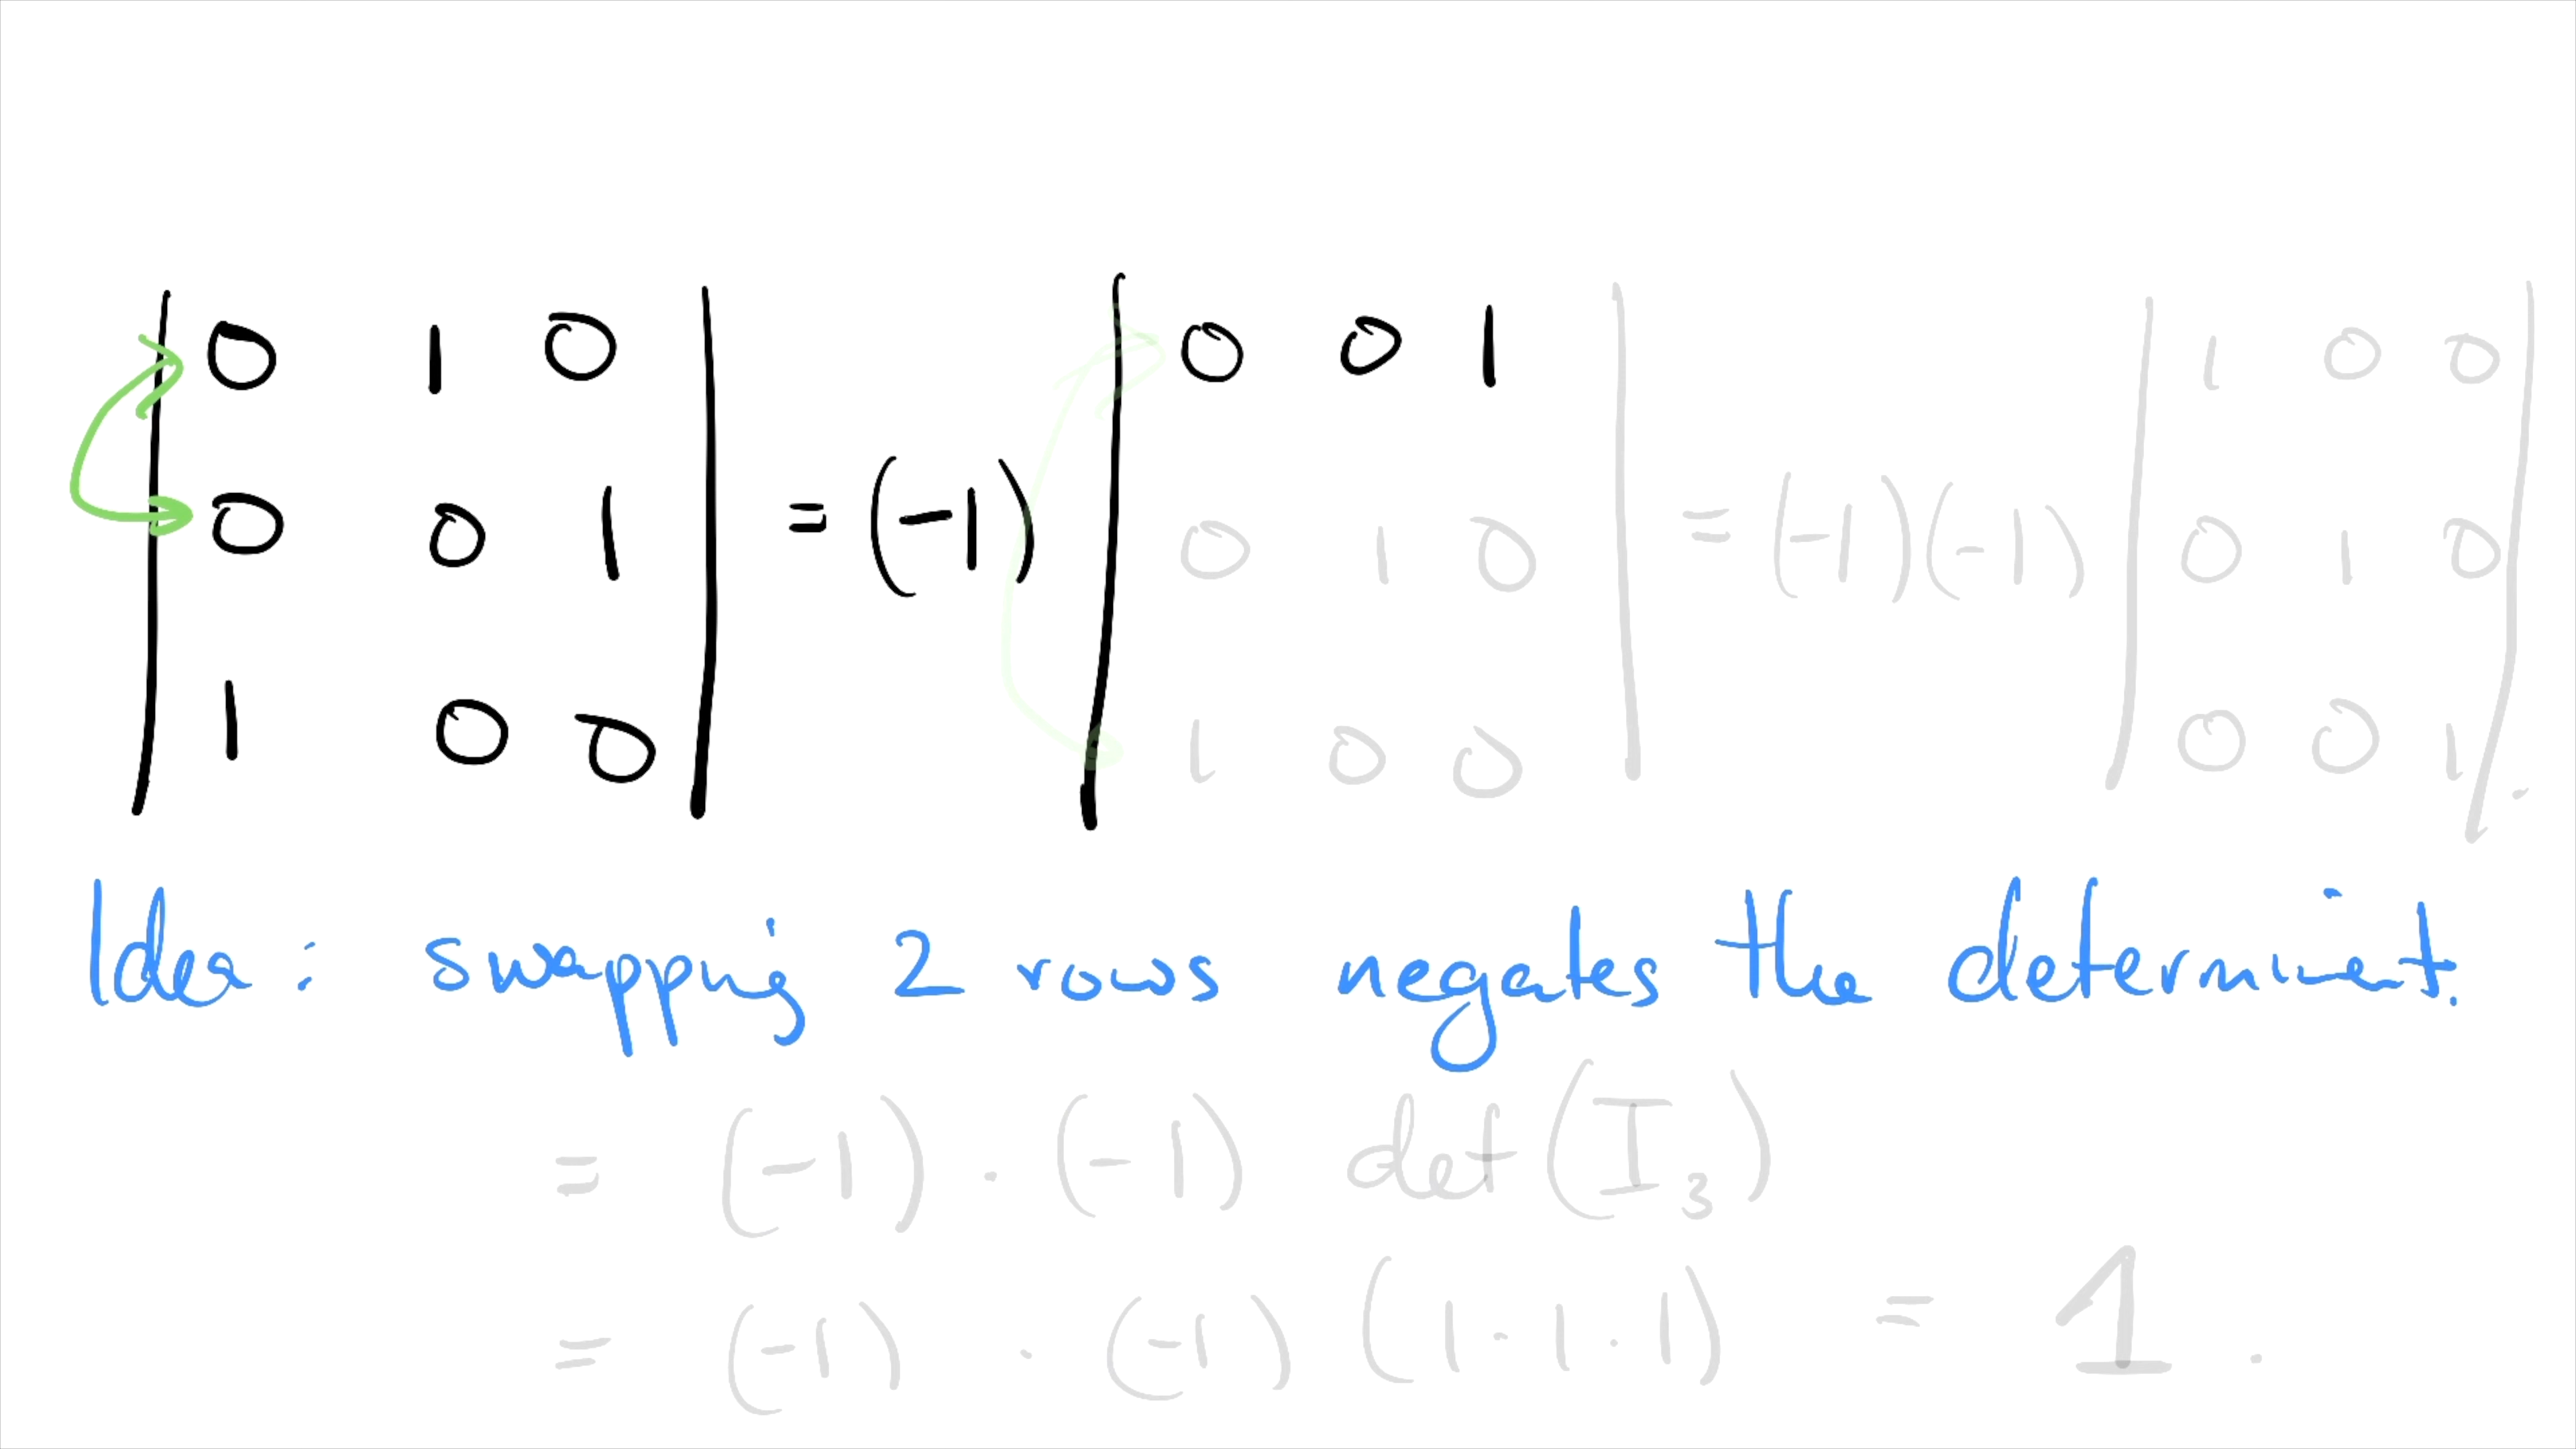 0 1 0 0 0 1 1 0 0
0 0 1 = (-1) 0 1 0 = (-1)(-1) 0 1 0
1 0 0 1 0 0 0 0 1 .
Idea : swapping 2 rows negates the determinent.
= (-1) · (-1) det(I₃)
= (-1) · (-1) (1·1·1) = 1 .